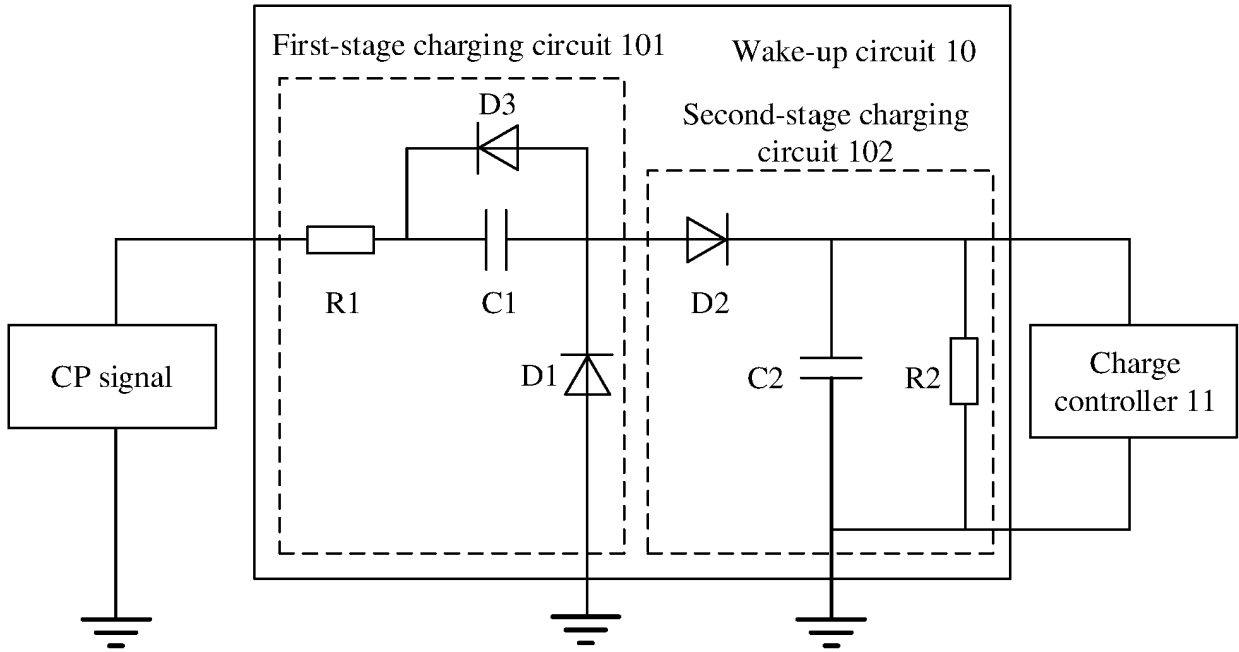 First-stage charging circuit 101
Wake-up circuit 10
D3
Second-stage charging
circuit 102
R1
C1
D2
CP signal
D1
C2
R2
Charge
controller 11